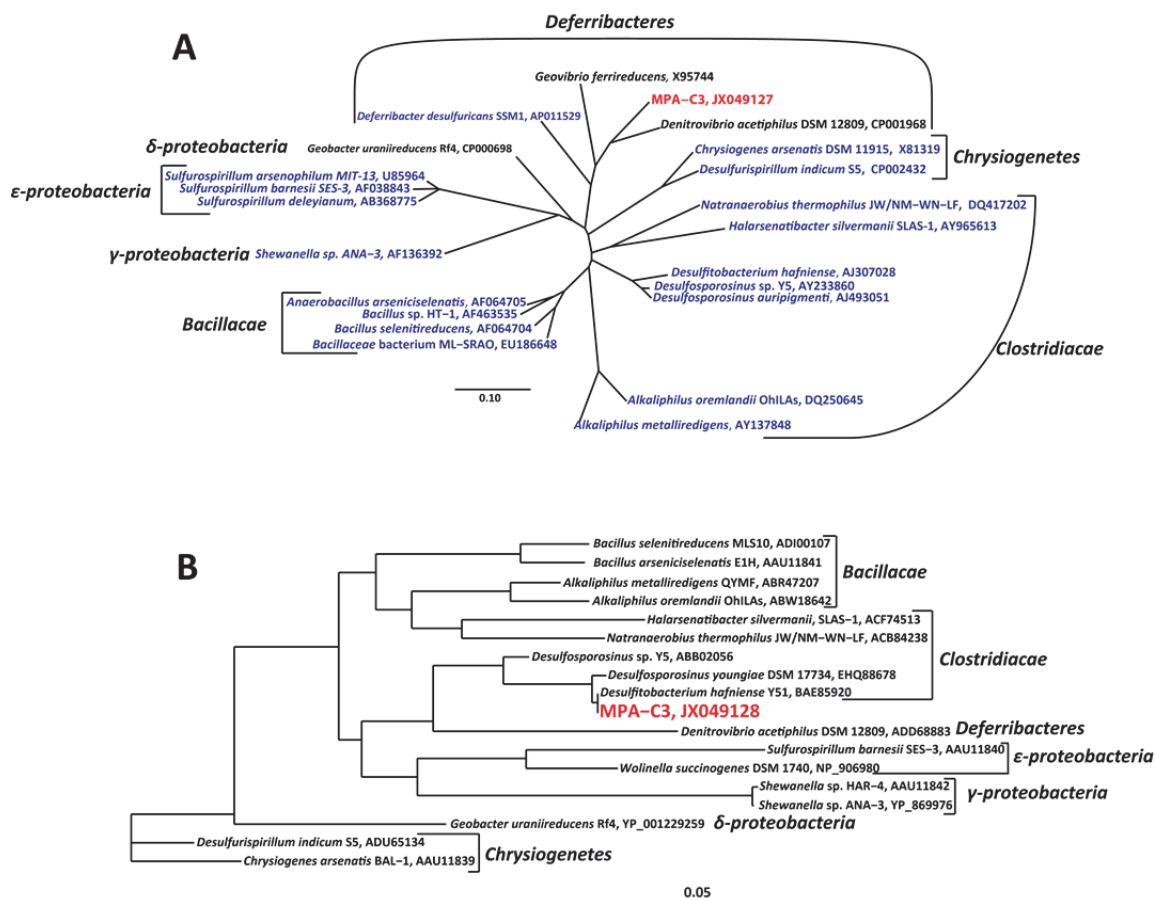 Deferribacteres
A
Geovibrio ferrireducens, X95744
MPA−C3, JX049127
Deferribacter desulfuricans SSM1, AP011529
Denitrovibrio acetiphilus DSM 12809, CP001968
δ-proteobacteria
Geobacter uraniireducens Rf4, CP000698
Chrysiogenes arsenatis DSM 11915, X81319
Chrysiogenetes
Desulfurispirillum indicum S5, CP002432
ε-proteobacteria
Sulfurospirillum arsenophilum MIT-13, U85964
Sulfurospirillum barnesii SES-3, AF038843
Sulfurospirillum deleyianum, AB368775
Natranaerobius thermophilus JW/NM−WN−LF, DQ417202
Halarsenatibacter silvermanii SLAS-1, AY965613
γ-proteobacteria
Shewanella sp. ANA−3, AF136392
Desulfitobacterium hafniense, AJ307028
Desulfosporosinus sp. Y5, AY233860
Desulfosporosinus auripigmenti, AJ493051
Bacillacae
Anaerobacillus arseniciselenatis, AF064705
Bacillus sp. HT−1, AF463535
Bacillus selenitireducens, AF064704
Bacillaceae bacterium ML−SRAO, EU186648
Clostridiacae
0.10
Alkaliphilus oremlandii OhILAs, DQ250645
Alkaliphilus metalliredigens, AY137848
B
Bacillus selenitireducens MLS10, ADI00107
Bacillus arseniciselenatis E1H, AAU11841
Bacillacae
Alkaliphilus metalliredigens QYMF, ABR47207
Alkaliphilus oremlandii OhILAs, ABW18642
Halarsenatibacter silvermanii, SLAS−1, ACF74513
Natranaerobius thermophilus JW/NM−WN−LF, ACB84238
Clostridiacae
Desulfosporosinus sp. Y5, ABB02056
Desulfosporosinus youngiae DSM 17734, EHQ88678
Desulfitobacterium hafniense Y51, BAE85920
MPA−C3, JX049128
Denitrovibrio acetiphilus DSM 12809, ADD68883 Deferribacteres
Sulfurospirillum barnesii SES−3, AAU11840
ε-proteobacteria
Wolinella succinogenes DSM 1740, NP_906980
Shewanella sp. HAR−4, AAU11842
γ-proteobacteria
Shewanella sp. ANA−3, YP_869976
Geobacter uraniireducens Rf4, YP_001229259 δ-proteobacteria
Desulfurispirillum indicum S5, ADU65134
Chrysiogenetes
Chrysiogenes arsenatis BAL−1, AAU11839
0.05